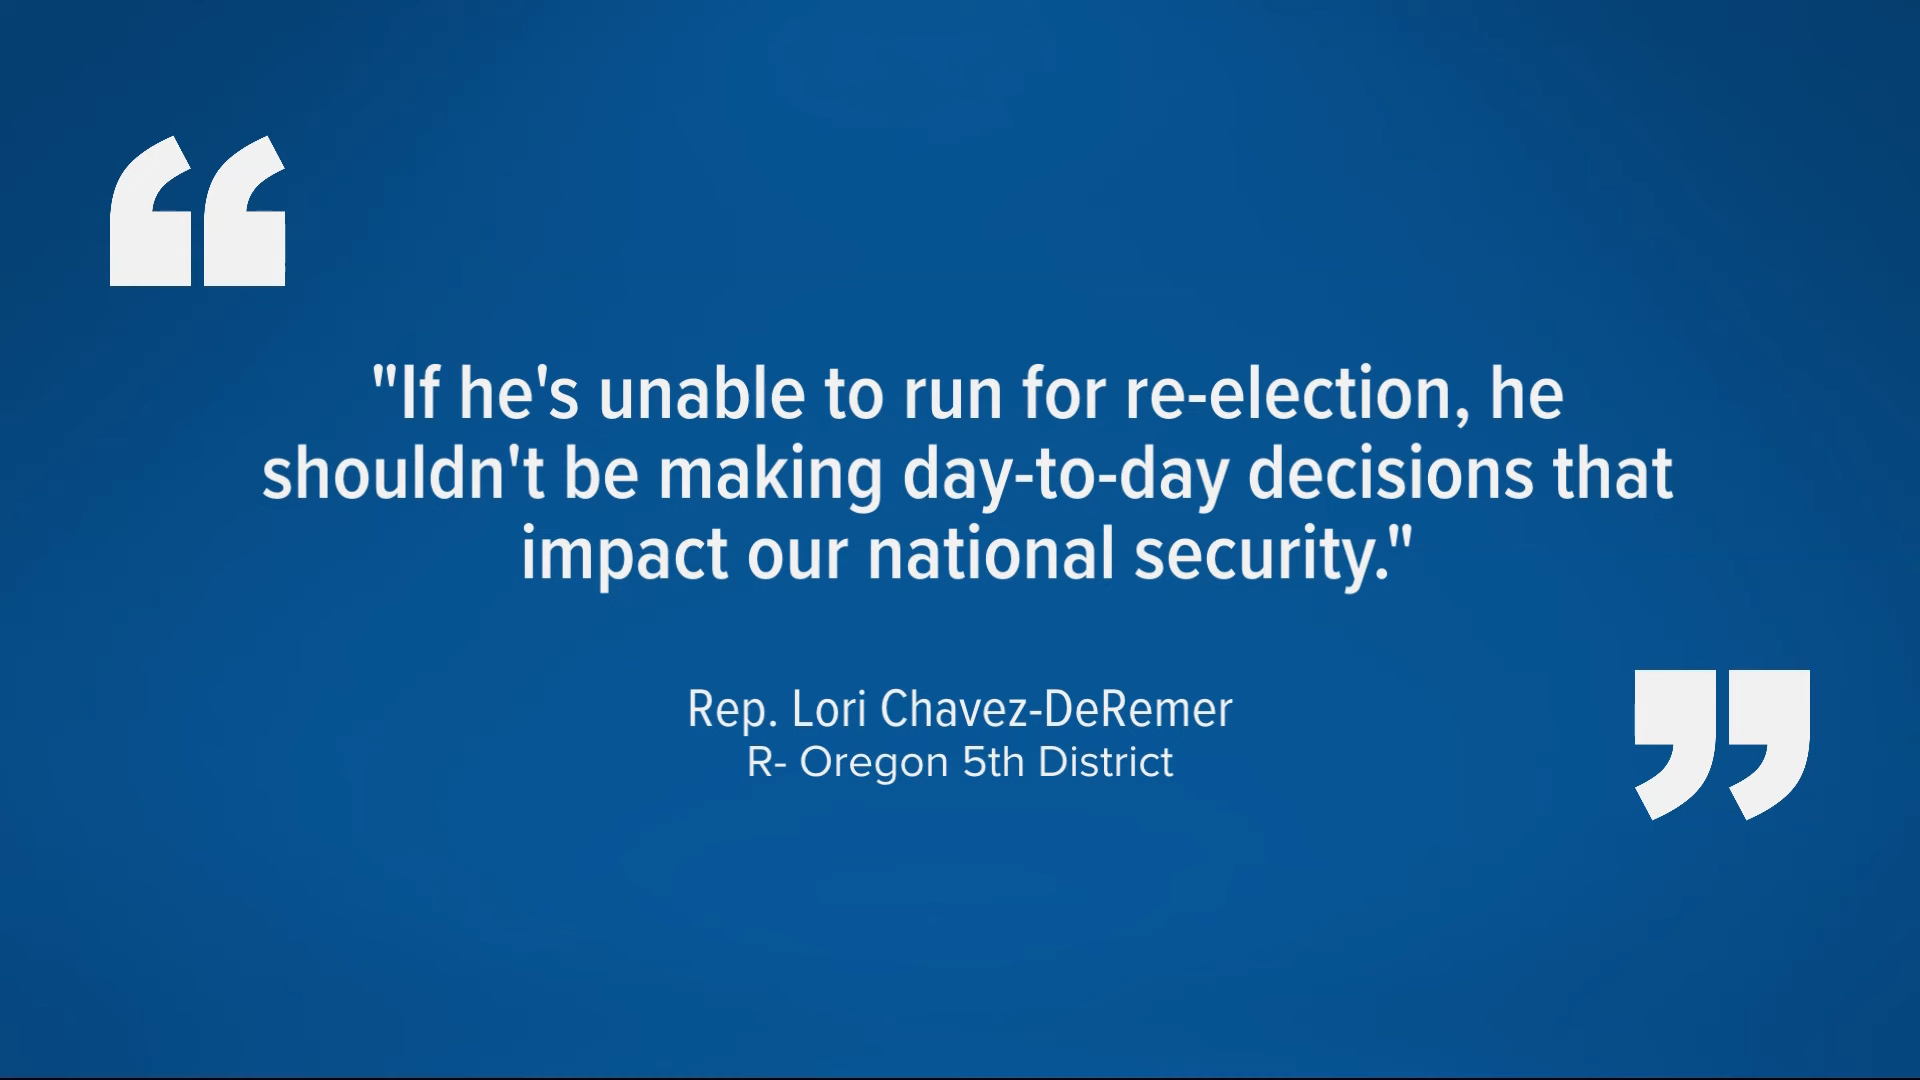 "If he's unable to run for re-election, he
shouldn't be making day-to-day decisions that
impact our national security."
Rep. Lori Chavez-DeRemer
R- Oregon 5th District